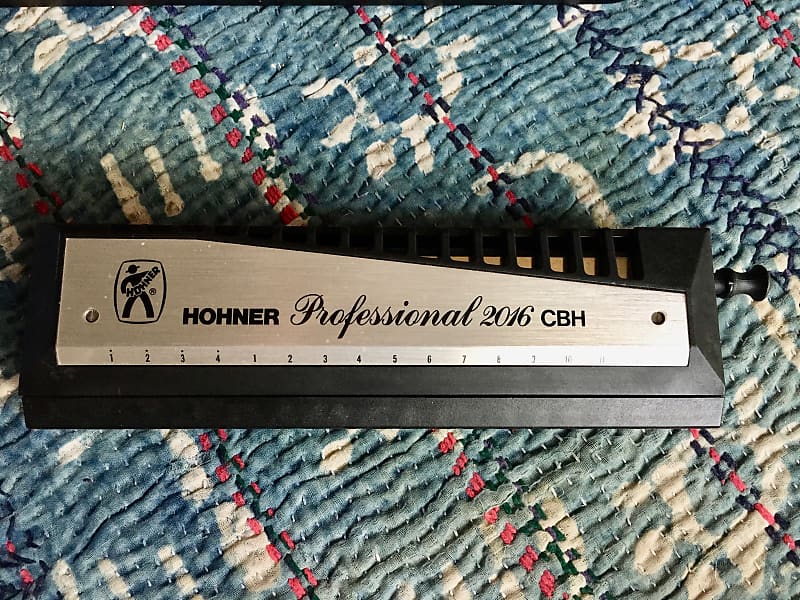 HOHNER
®
HOHNER Professional 2016 CBH
1 2 3 4 1 2 3 4 5 6 7 8 9 10 11